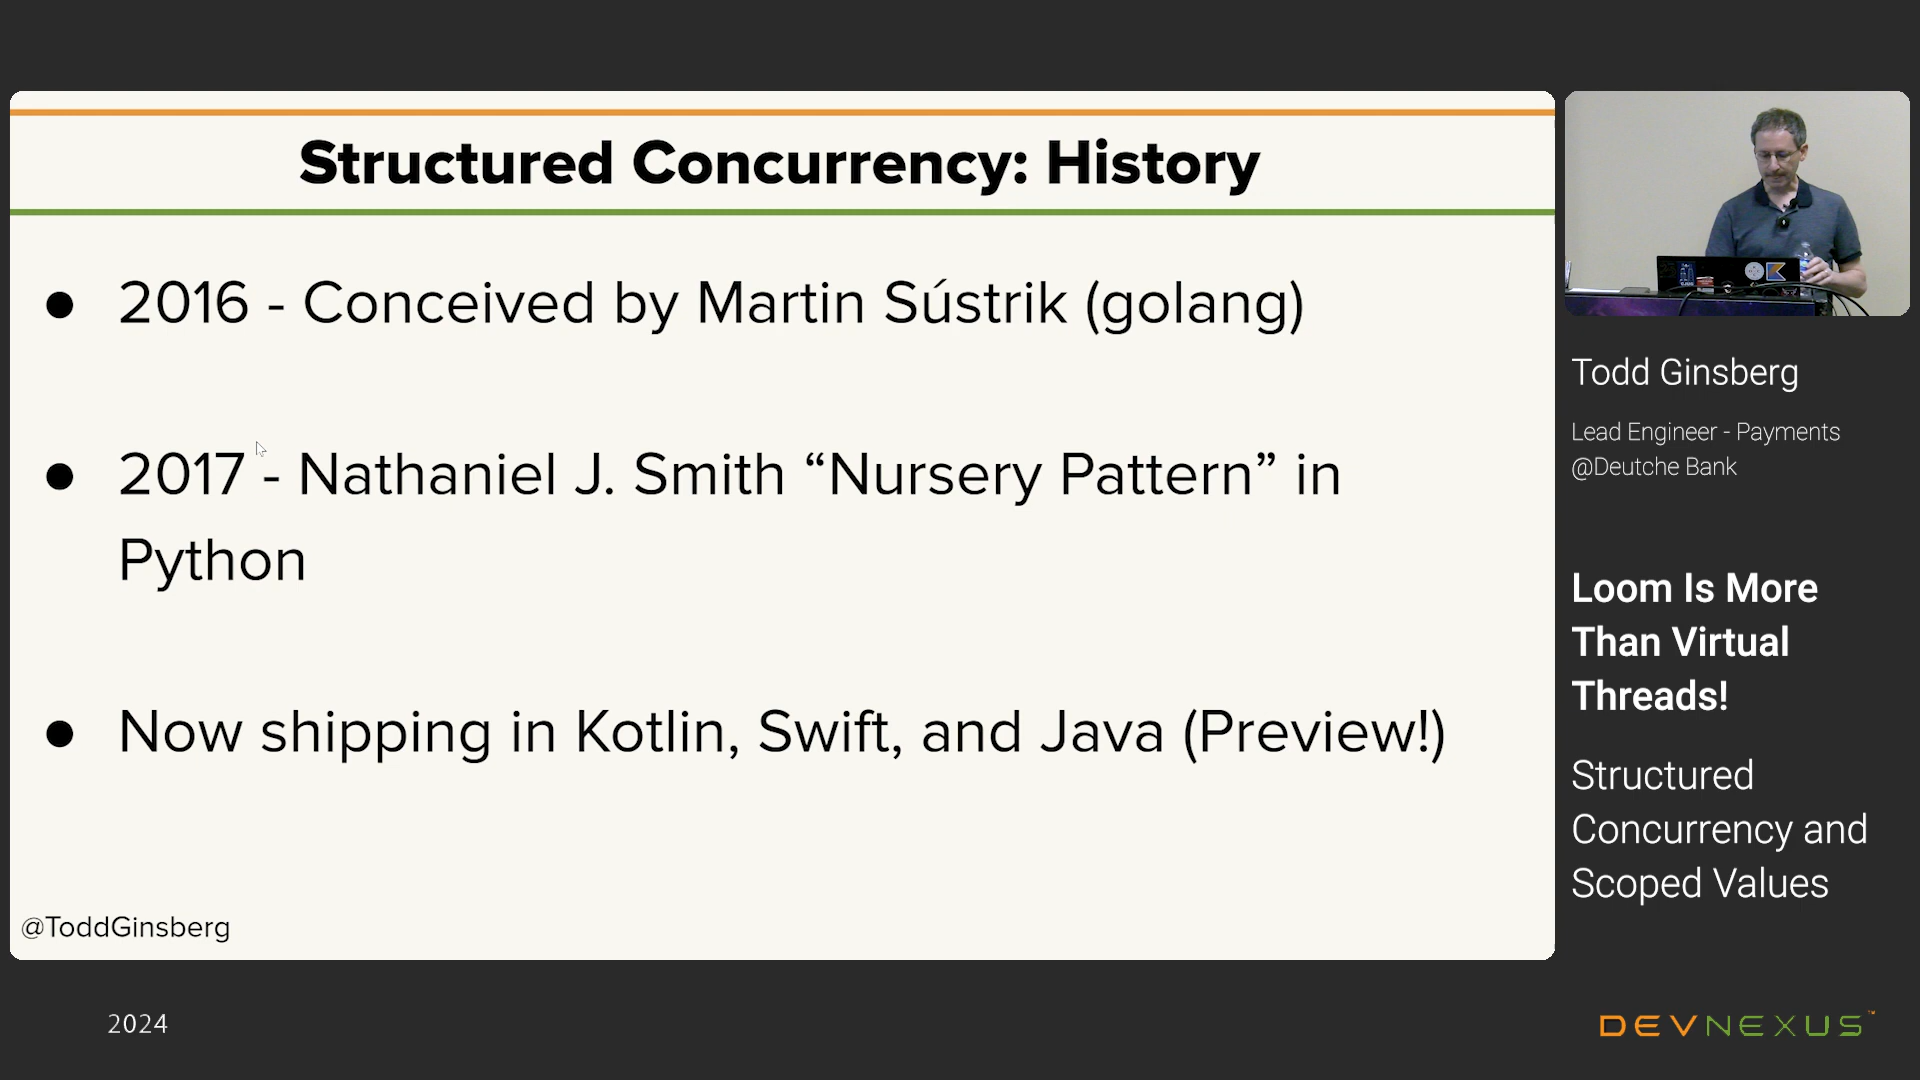 Structured Concurrency: History
● 2016 - Conceived by Martin Sústrik (golang)
● 2017 - Nathaniel J. Smith “Nursery Pattern” in
Python
● Now shipping in Kotlin, Swift, and Java (Preview!)
@ToddGinsberg
Todd Ginsberg
Lead Engineer - Payments
@Deutche Bank
Loom Is More
Than Virtual
Threads!
Structured
Concurrency and
Scoped Values
2024
DEVNEXUS™